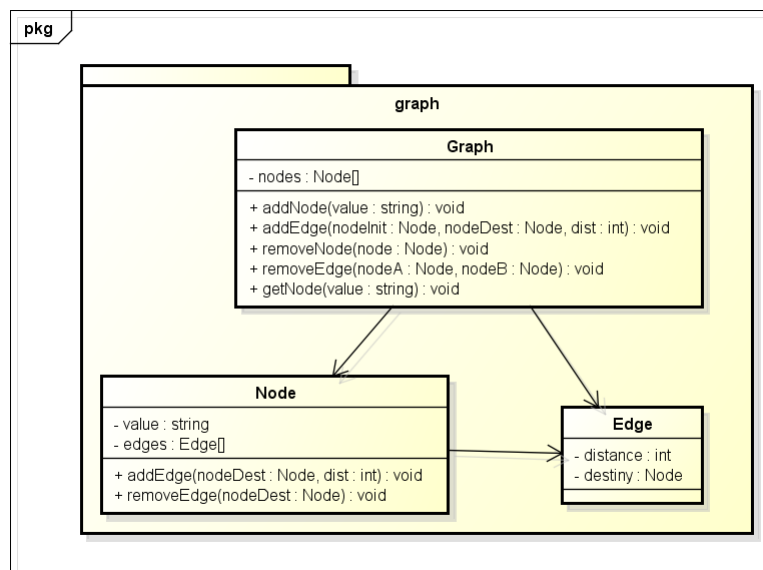 pkg
graph
Graph
- nodes : Node[]
+ addNode(value : string) : void
+ addEdge(nodeInit : Node, nodeDest : Node, dist : int) : void
+ removeNode(node : Node) : void
+ removeEdge(nodeA : Node, nodeB : Node) : void
+ getNode(value : string) : void
Node
- value : string
- edges : Edge[]
+ addEdge(nodeDest : Node, dist : int) : void
+ removeEdge(nodeDest : Node) : void
Edge
- distance : int
- destiny : Node